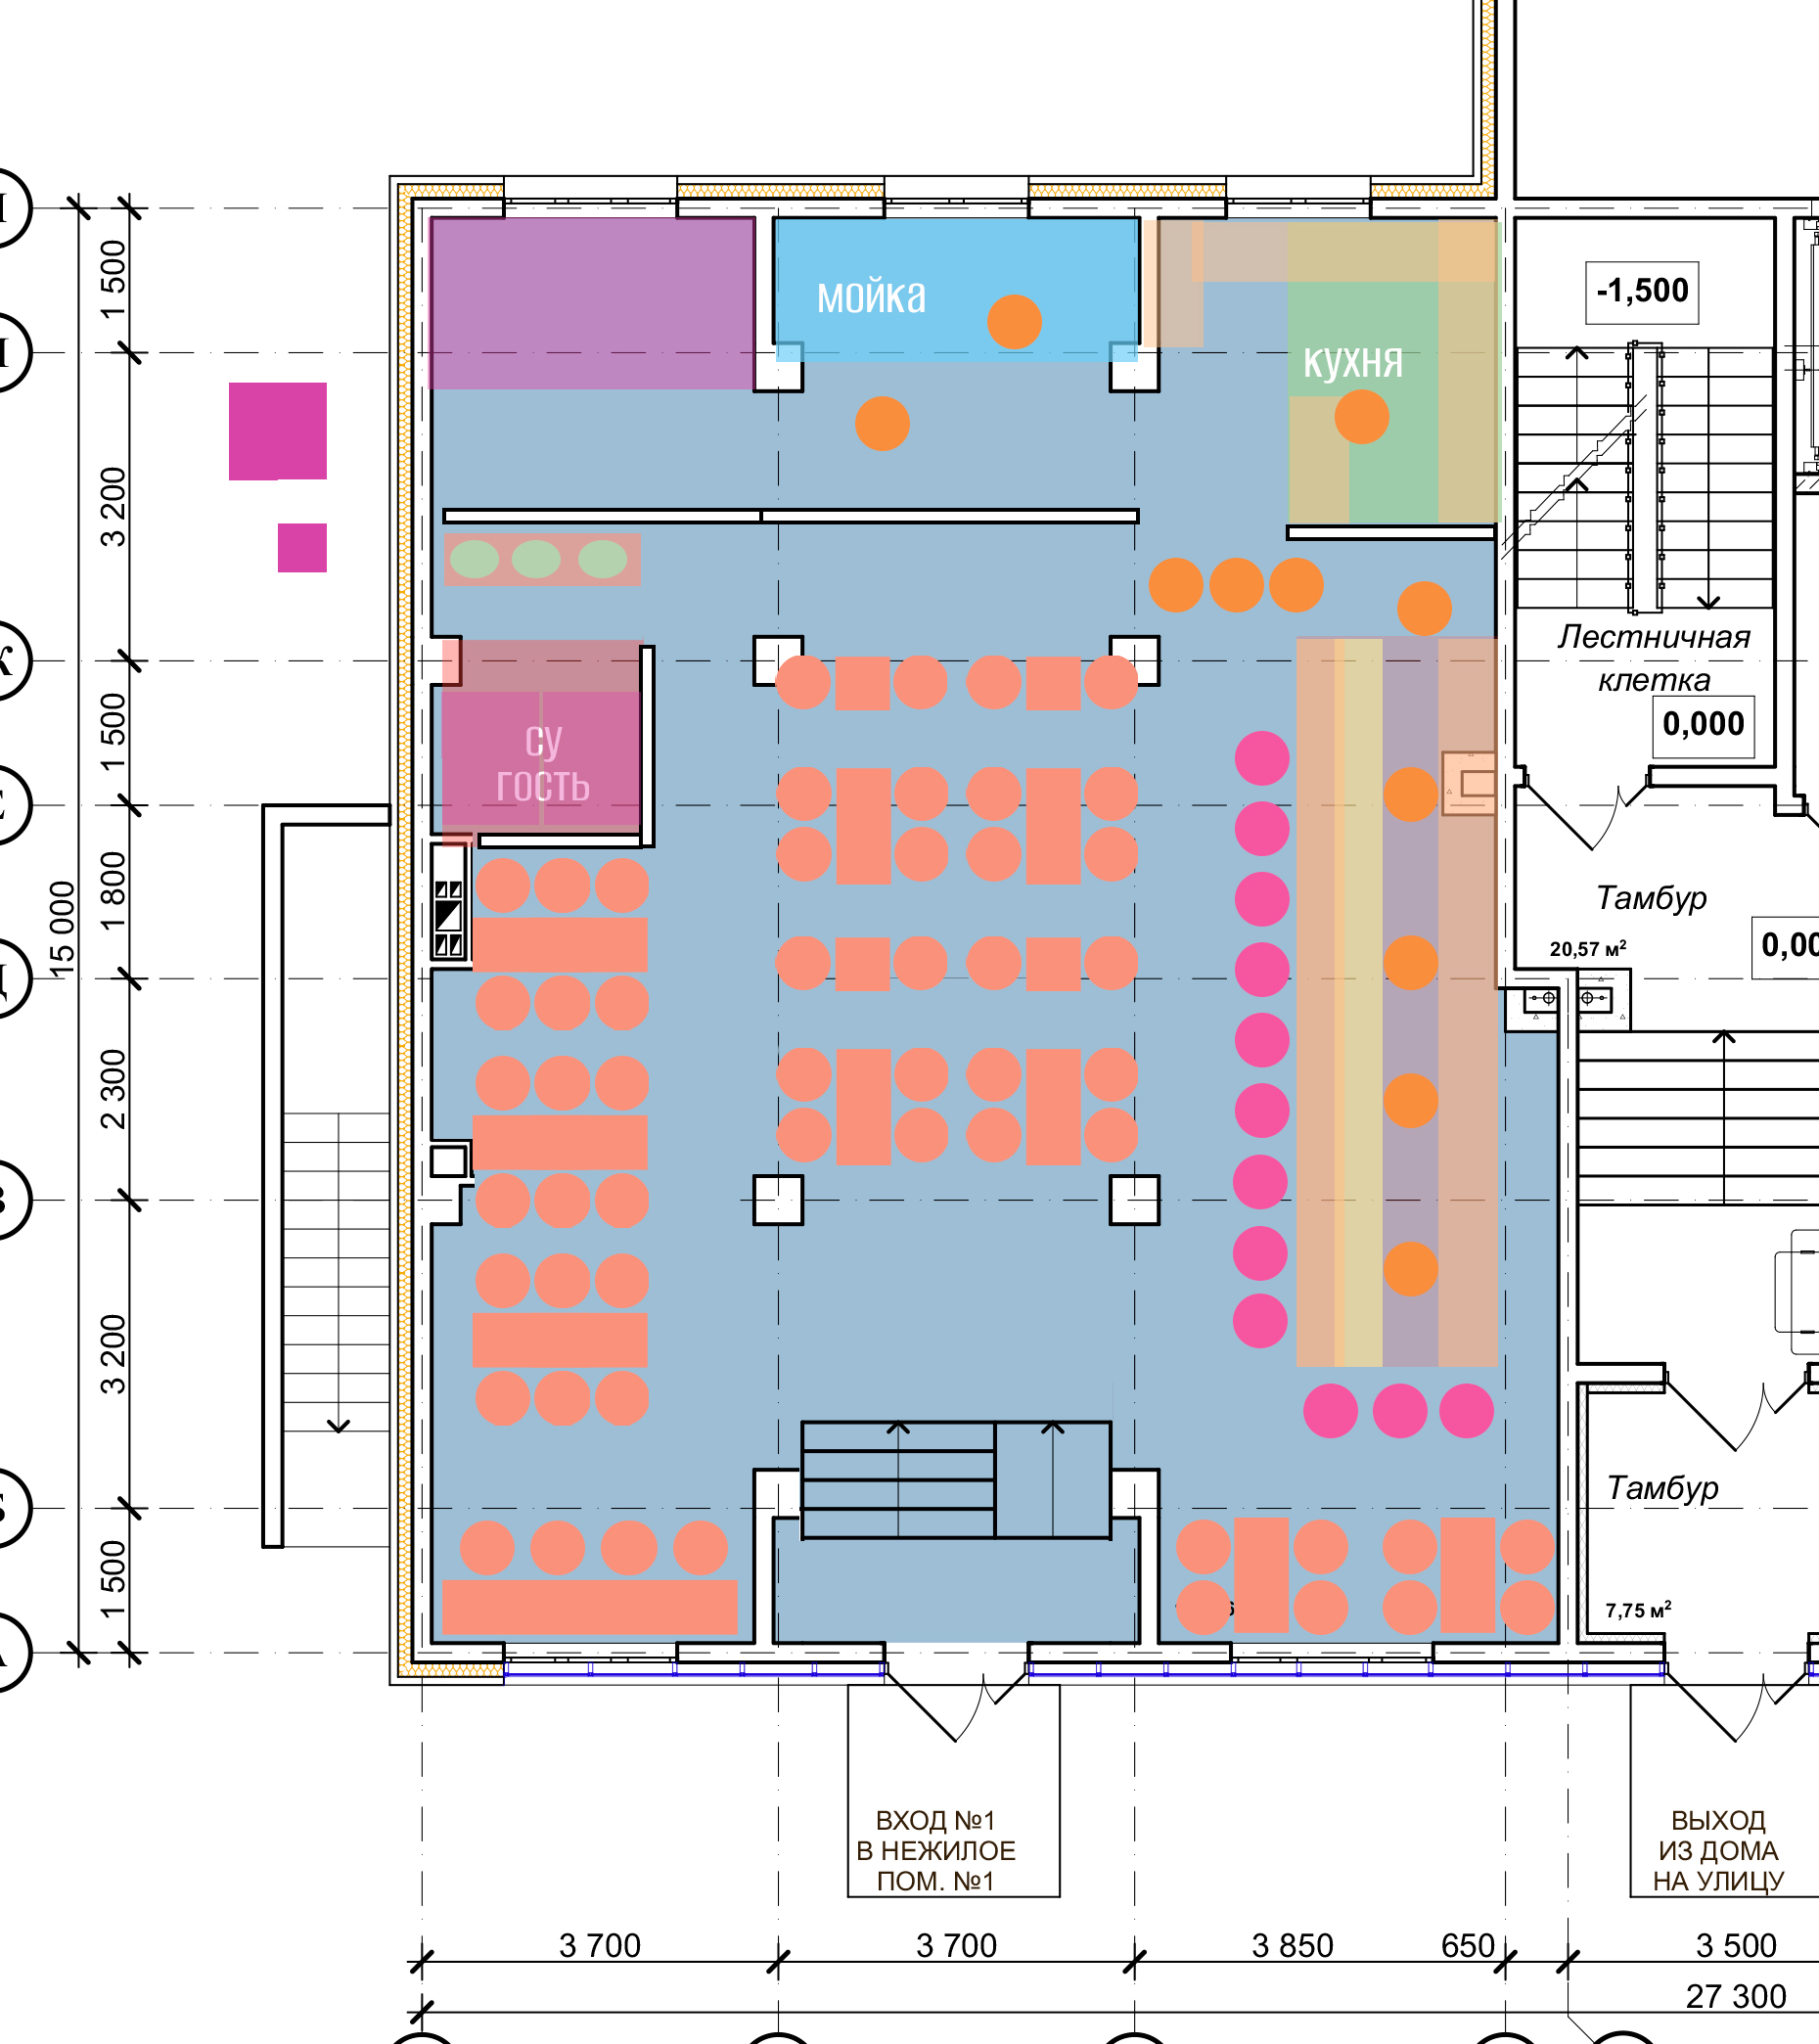 1 500
3 200
1 500
1 800
2 300
3 200
1 500
15 000
К
мойка
кухня
-1,500
Лестничная
клетка
0,000
су
гость
Тамбур
20,57 м²
Тамбур
7,75 м²
ВХОД №1
В НЕЖИЛОЕ
ПОМ. №1
ВЫХОД
ИЗ ДОМА
НА УЛИЦУ
3 700
3 700
3 850
650
3 500
27 300